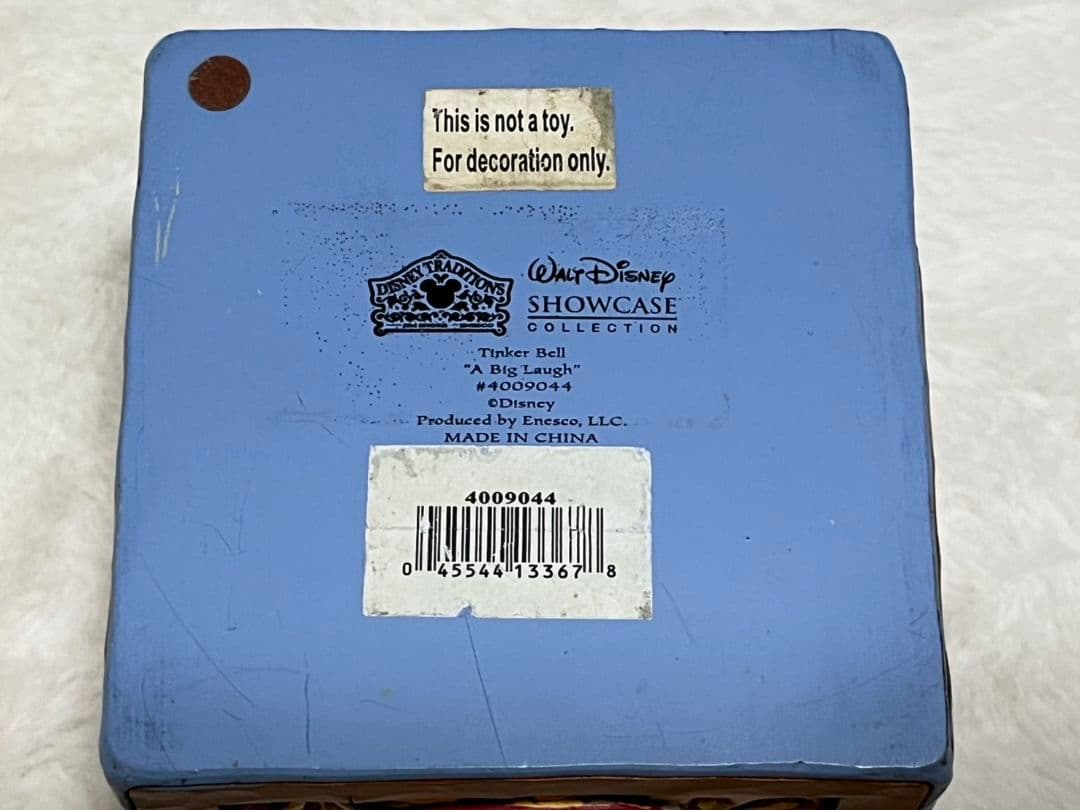 This is not a toy.
For decoration only.
DISNEY TRADITIONS
WALT DISNEY
SHOWCASE
COLLECTION
Tinker Bell
"A Big Laugh"
#4009044
©Disney
Produced by Enesco, LLC.
MADE IN CHINA
4009044
0 45544 13367 8